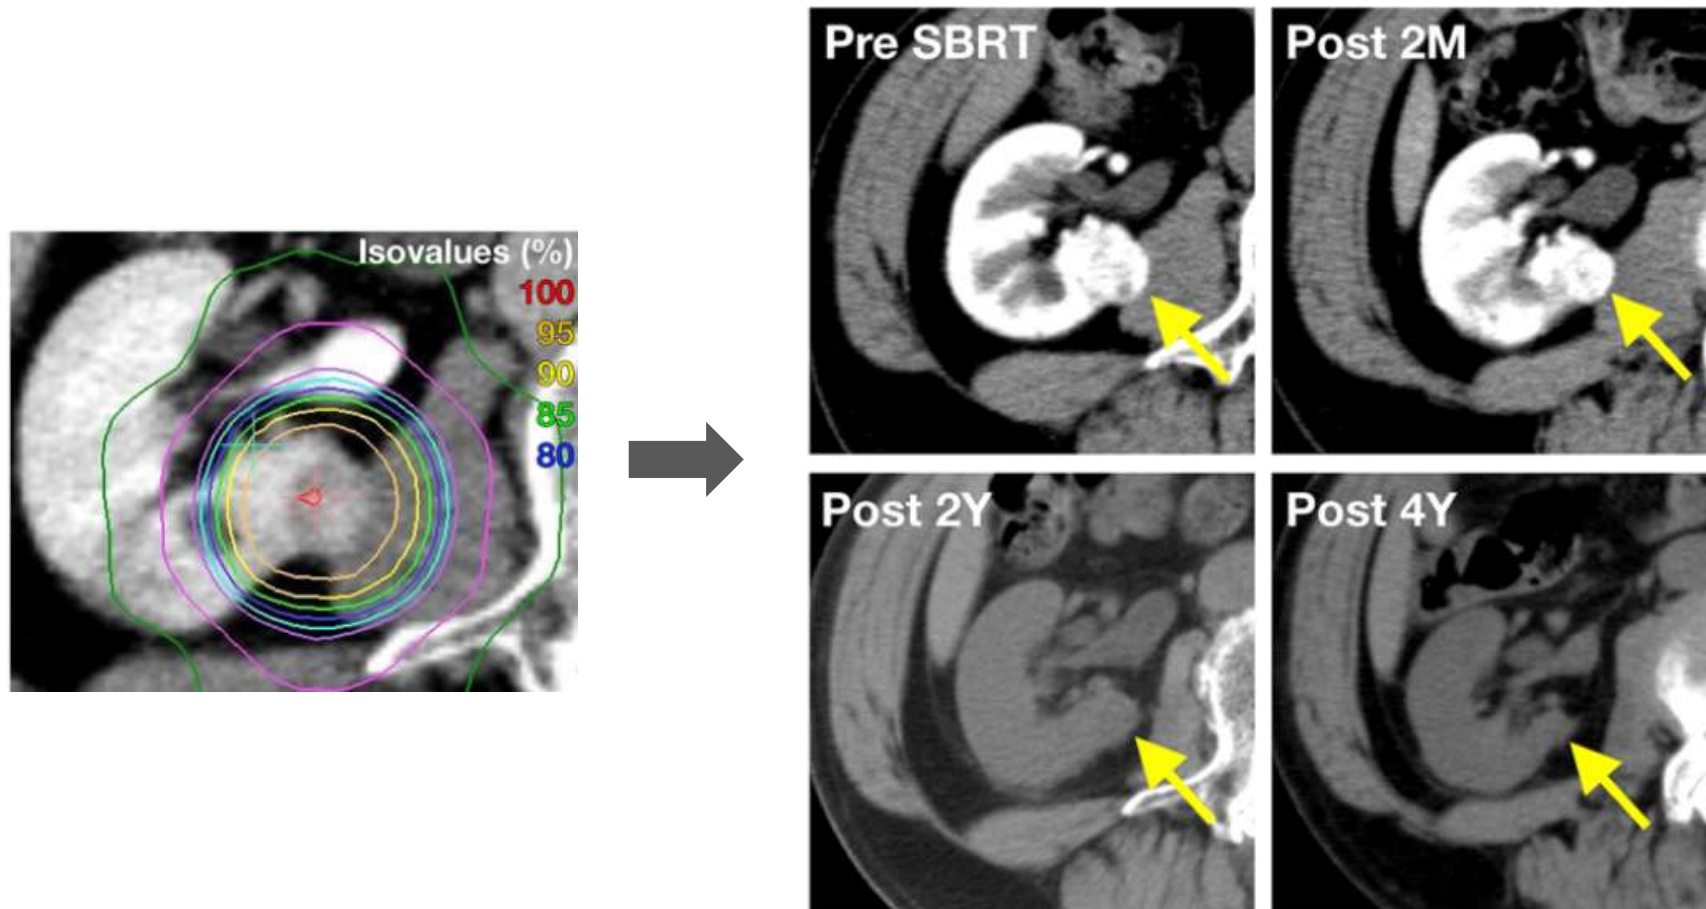 Isovalues (%)
100
95
90
85
80
Pre SBRT
Post 2M
Post 2Y
Post 4Y